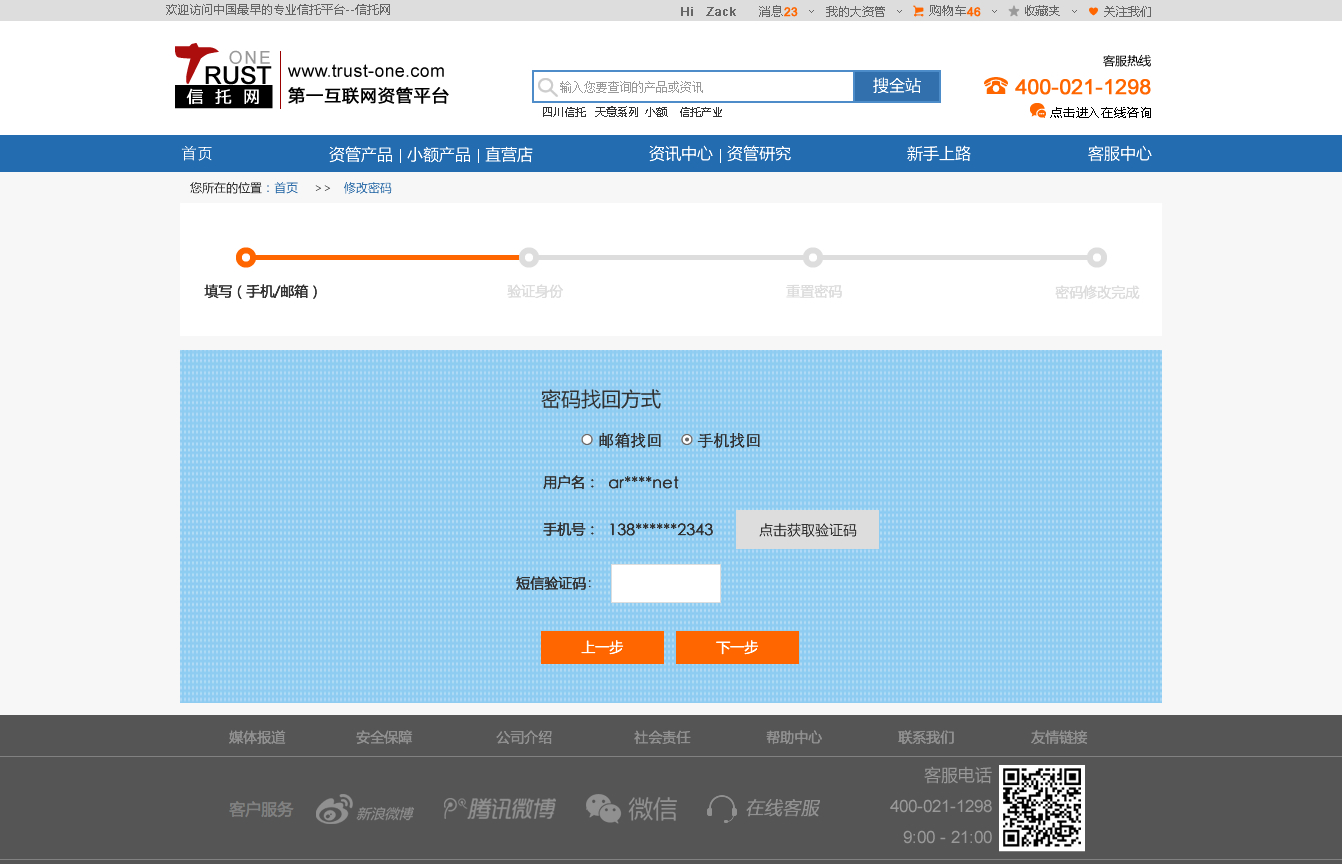 欢迎访问中国最早的专业信托平台--信托网
Hi Zack 消息23 我的大资管 购物车46 收藏夹 关注我们
TRUST ONE
信托网
www.trust-one.com
第一互联网资管平台
输入您要查询的产品或资讯 搜全站
四川信托 天意系列 小额 信托产业
客服热线
400-021-1298
点击进入在线咨询
首页 资管产品 | 小额产品 | 直营店 资讯中心 | 资管研究 新手上路 客服中心
您所在的位置：首页 >> 修改密码
填写（手机/邮箱） 验证身份 重置密码 密码修改完成
密码找回方式
邮箱找回 手机找回
用户名： ar****net
手机号： 138******2343 点击获取验证码
短信验证码:
上一步 下一步
媒体报道 安全保障 公司介绍 社会责任 帮助中心 联系我们 友情链接
客户服务 新浪微博 腾讯微博 微信 在线客服
客服电话
400-021-1298
9:00 - 21:00